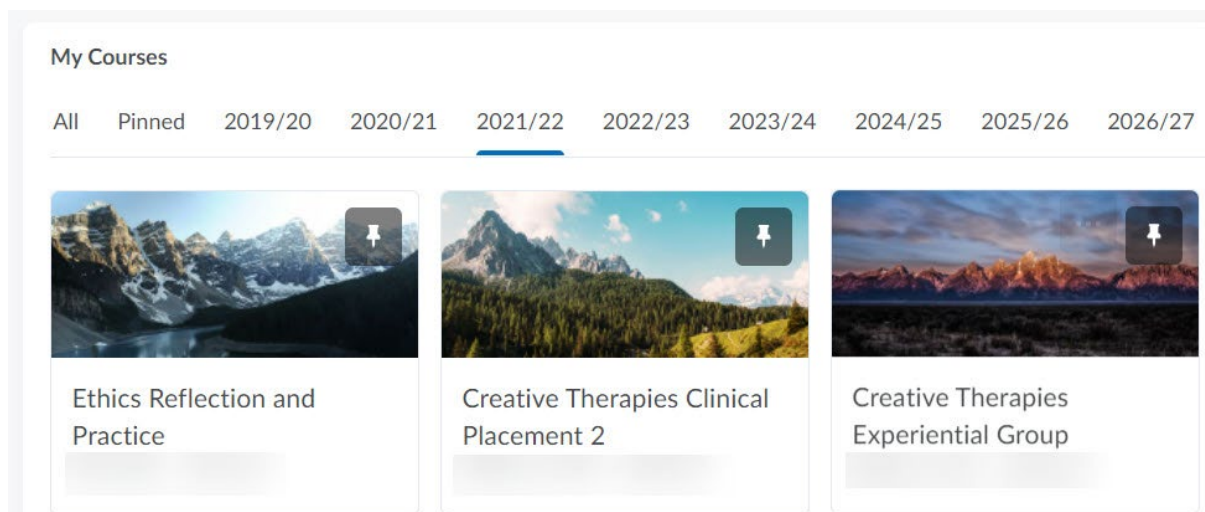 My Courses
All Pinned 2019/20 2020/21 2021/22 2022/23 2023/24 2024/25 2025/26 2026/27
Ethics Reflection and
Practice
Creative Therapies Clinical
Placement 2
Creative Therapies
Experiential Group